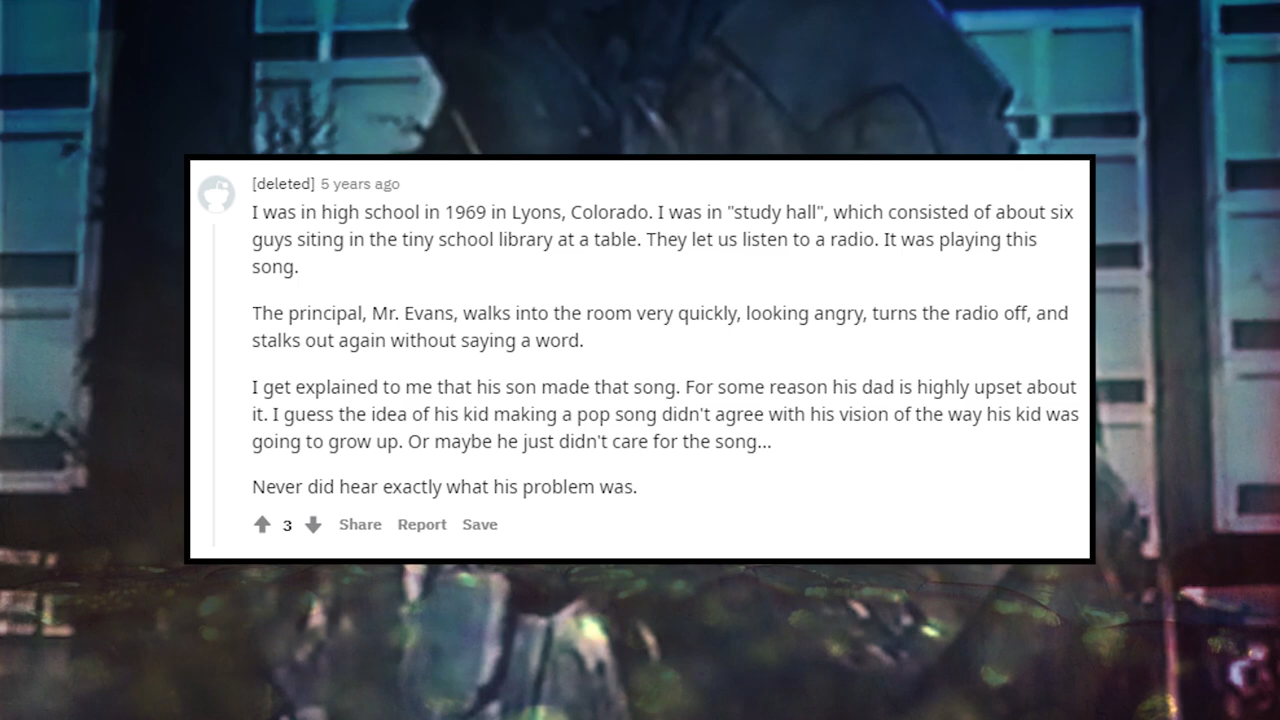 [deleted] 5 years ago
I was in high school in 1969 in Lyons, Colorado. I was in "study hall", which consisted of about six
guys siting in the tiny school library at a table. They let us listen to a radio. It was playing this
song.
The principal, Mr. Evans, walks into the room very quickly, looking angry, turns the radio off, and
stalks out again without saying a word.
I get explained to me that his son made that song. For some reason his dad is highly upset about
it. I guess the idea of his kid making a pop song didn't agree with his vision of the way his kid was
going to grow up. Or maybe he just didn't care for the song...
Never did hear exactly what his problem was.
3 Share Report Save